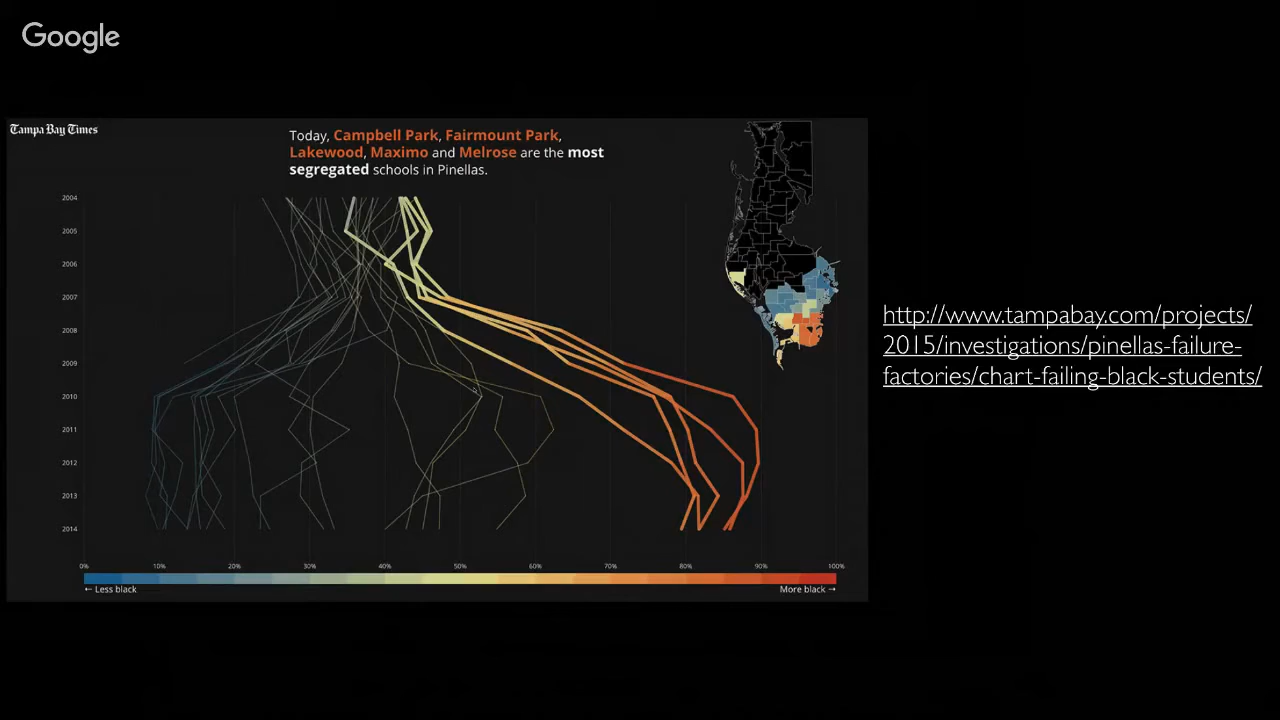 Google
Tampa Bay Times
Today, Campbell Park, Fairmount Park,
Lakewood, Maximo and Melrose are the most
segregated schools in Pinellas.
2004
2005
2006
2007
2008
2009
2010
2011
2012
2013
2014
0% 10% 20% 30% 40% 50% 60% 70% 80% 90% 100%
← Less black More black →
http://www.tampabay.com/projects/
2015/investigations/pinellas-failure-
factories/chart-failing-black-students/